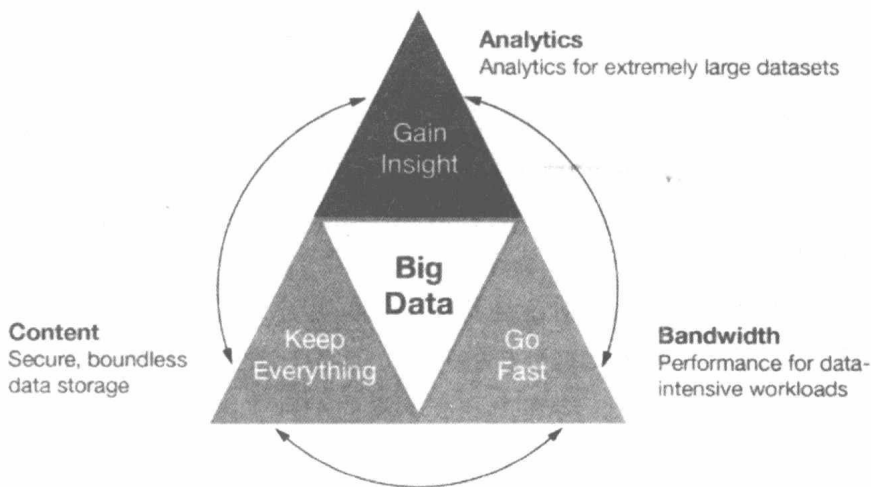 Analytics
Analytics for extremely large datasets
Gain
Insight
Big
Data
Content
Secure, boundless
data storage
Keep
Everything
Go
Fast
Bandwidth
Performance for data-
intensive workloads